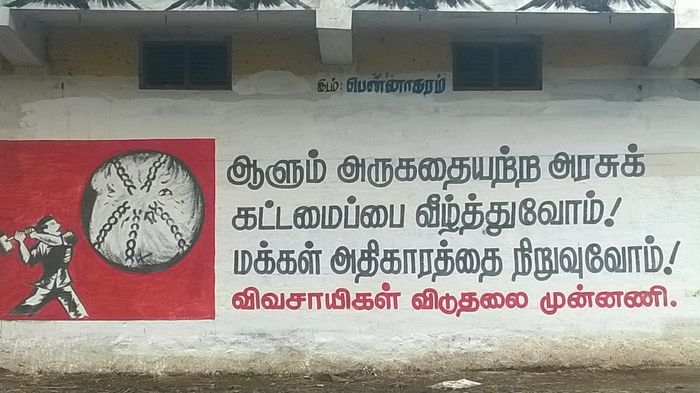 இடம்: பென்னாகரம்
ஆளும் அருகதையற்ற அரசுக்
கட்டமைப்பை வீழ்த்துவோம்!
மக்கள் அதிகாரத்தை நிறுவுவோம்!
விவசாயிகள் விடுதலை முன்னணி.